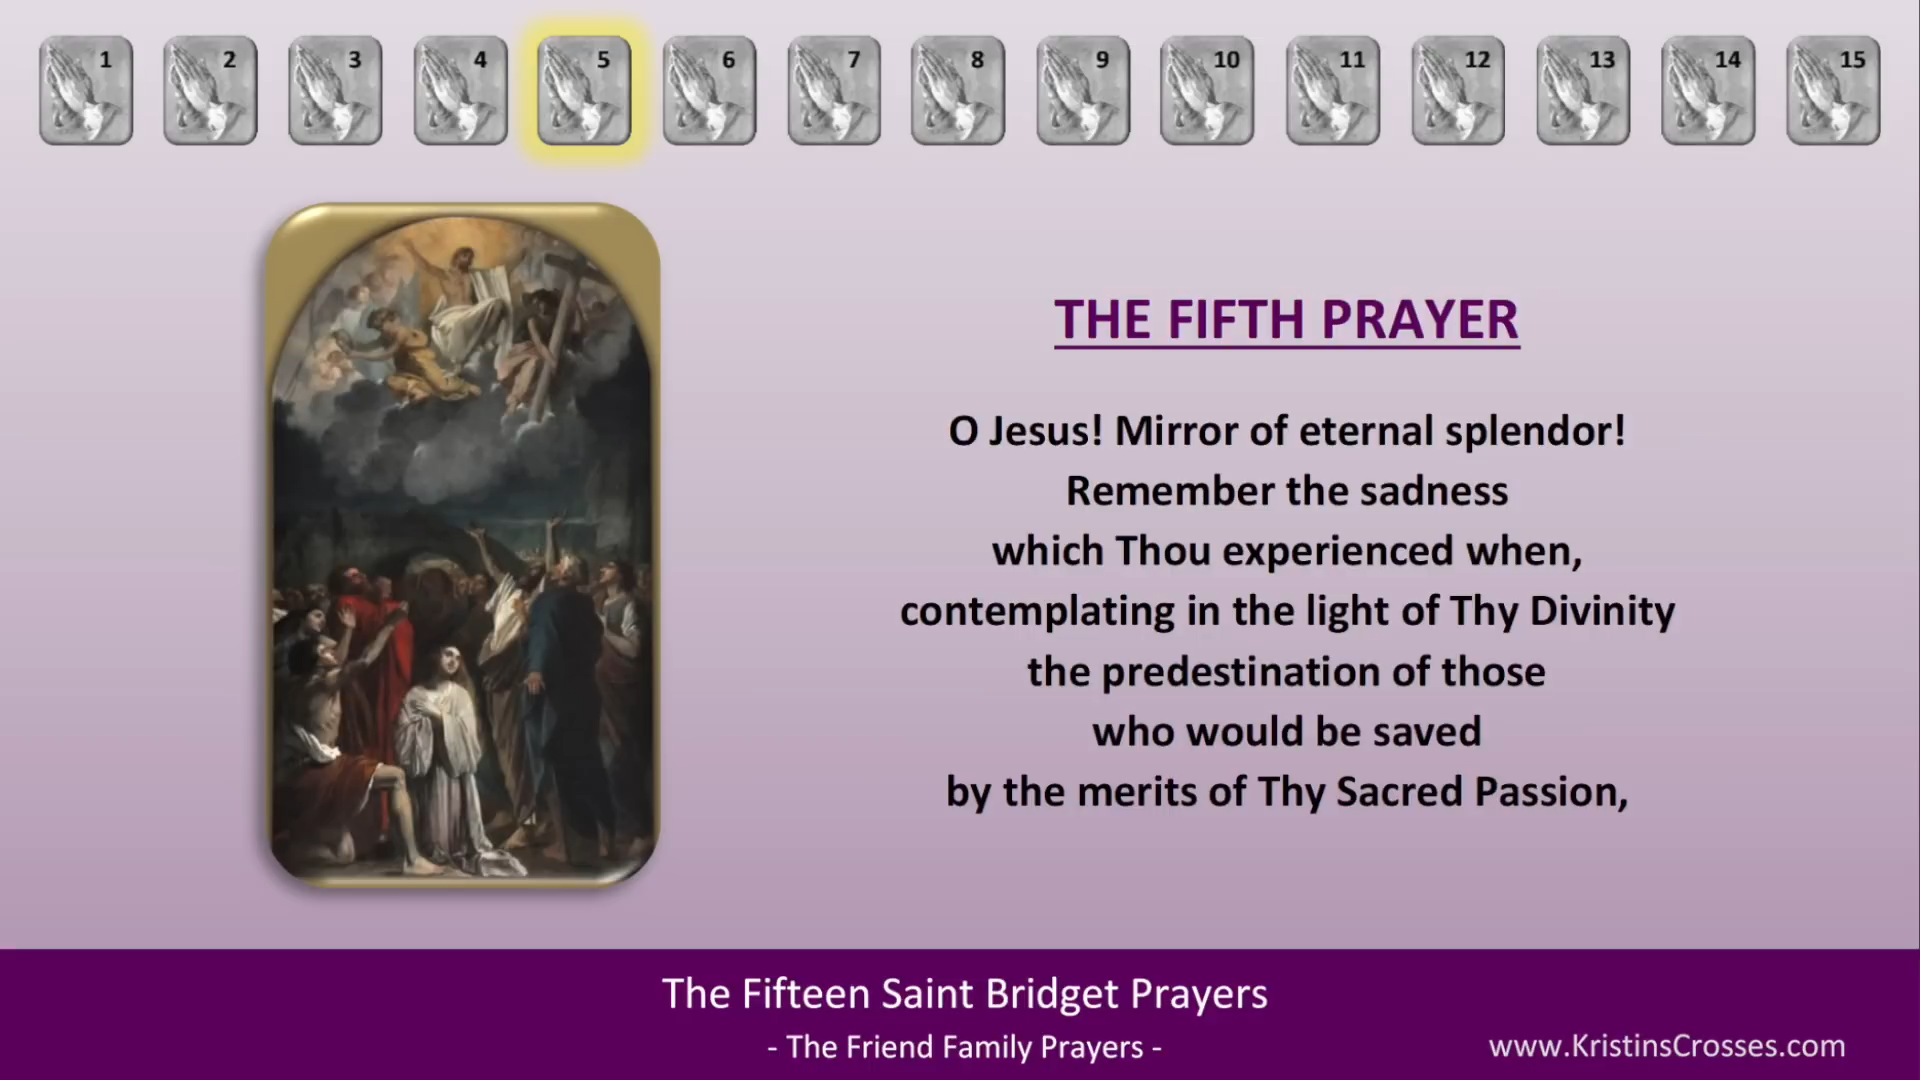 1 2 3 4 5 6 7 8 9 10 11 12 13 14 15
THE FIFTH PRAYER
O Jesus! Mirror of eternal splendor!
Remember the sadness
which Thou experienced when,
contemplating in the light of Thy Divinity
the predestination of those
who would be saved
by the merits of Thy Sacred Passion,
The Fifteen Saint Bridget Prayers
- The Friend Family Prayers -
www.KristinsCrosses.com